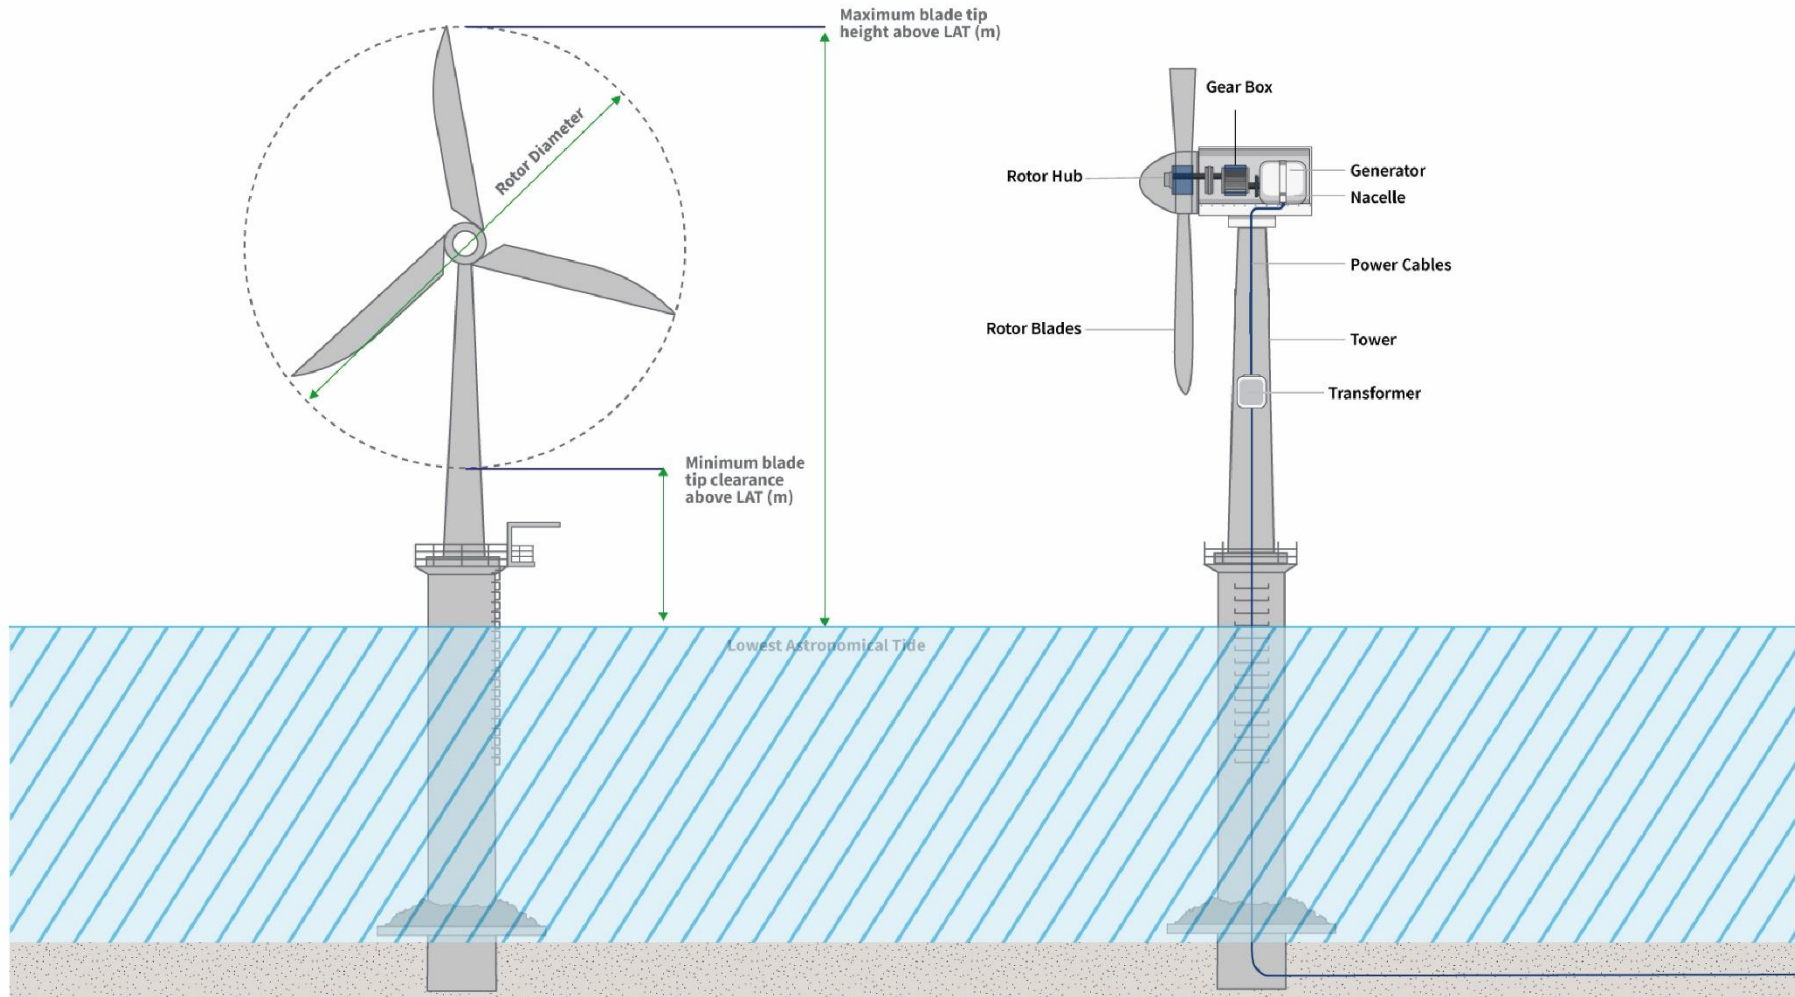 Maximum blade tip
height above LAT (m)
Rotor Diameter
Minimum blade
tip clearance
above LAT (m)
Lowest Astronomical Tide
Gear Box
Rotor Hub
Generator
Nacelle
Power Cables
Rotor Blades
Tower
Transformer